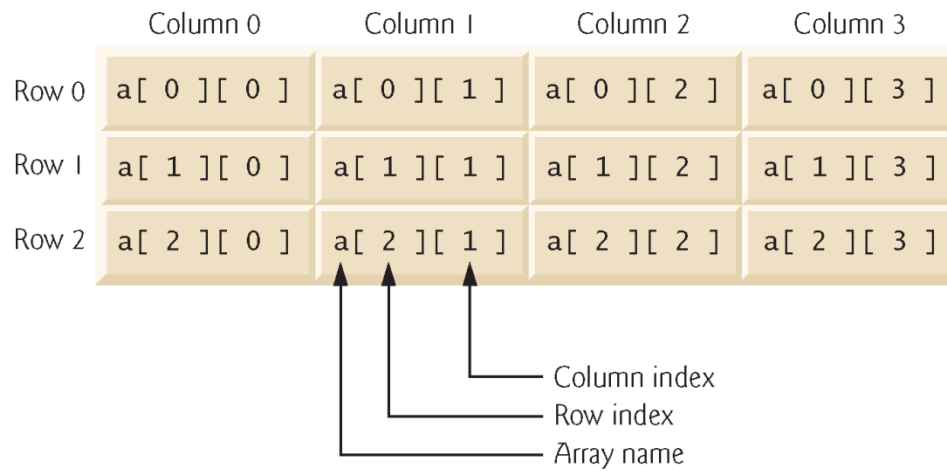 Column 0 Column 1 Column 2 Column 3
Row 0 a[ 0 ][ 0 ] a[ 0 ][ 1 ] a[ 0 ][ 2 ] a[ 0 ][ 3 ]
Row 1 a[ 1 ][ 0 ] a[ 1 ][ 1 ] a[ 1 ][ 2 ] a[ 1 ][ 3 ]
Row 2 a[ 2 ][ 0 ] a[ 2 ][ 1 ] a[ 2 ][ 2 ] a[ 2 ][ 3 ]
Column index
Row index
Array name